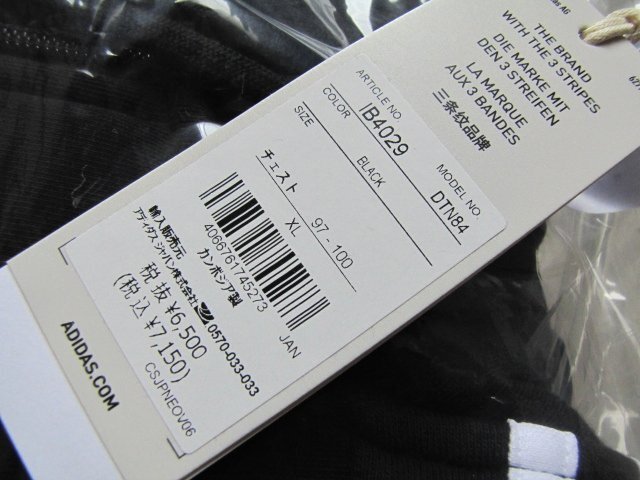 THE BRAND
WITH THE 3 STRIPES
DIE MARKE MIT
DEN 3 STREIFEN
LA MARQUE
AUX 3 BANDES
三条纹品牌
ARTICLE NO.
IB4029
MODEL NO.
DTN84
COLOR
BLACK
SIZE
チェスト 97-100
XL
4066761745273
JAN
カンボジア製
輸入販売元
アディダス ジャパン株式会社
0570-033-033
税抜 ¥6,500
(税込 ¥7,150)
CSJPNEOV06
ADIDAS.COM